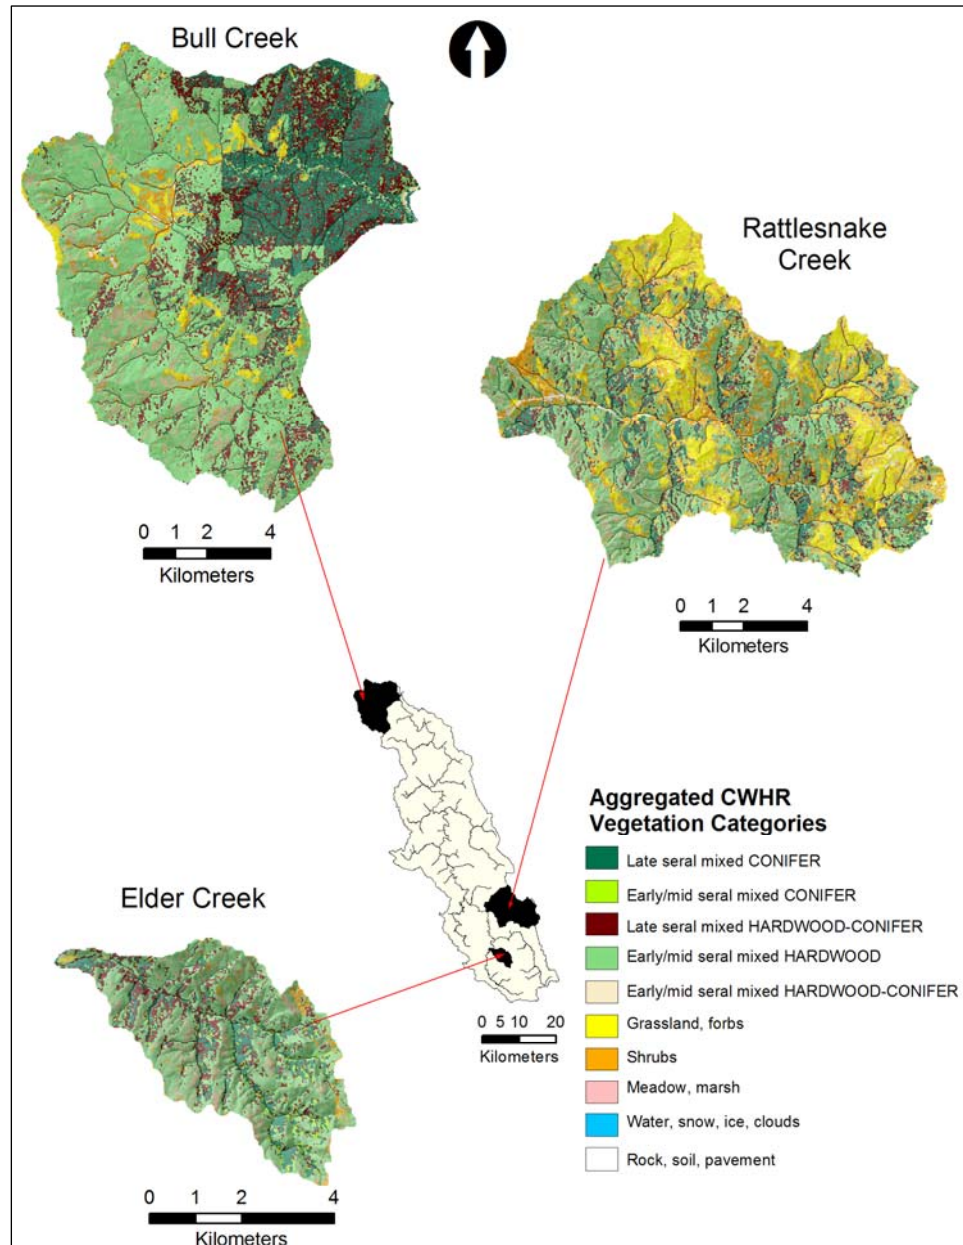 Bull Creek
Rattlesnake
Creek
0 1 2 4
Kilometers
0 1 2 4
Kilometers
Aggregated CWHR
Vegetation Categories
Late seral mixed CONIFER
Early/mid seral mixed CONIFER
Late seral mixed HARDWOOD-CONIFER
Early/mid seral mixed HARDWOOD
Early/mid seral mixed HARDWOOD-CONIFER
Grassland, forbs
Shrubs
Meadow, marsh
Water, snow, ice, clouds
Rock, soil, pavement
Elder Creek
0 5 10 20
Kilometers
0 1 2 4
Kilometers